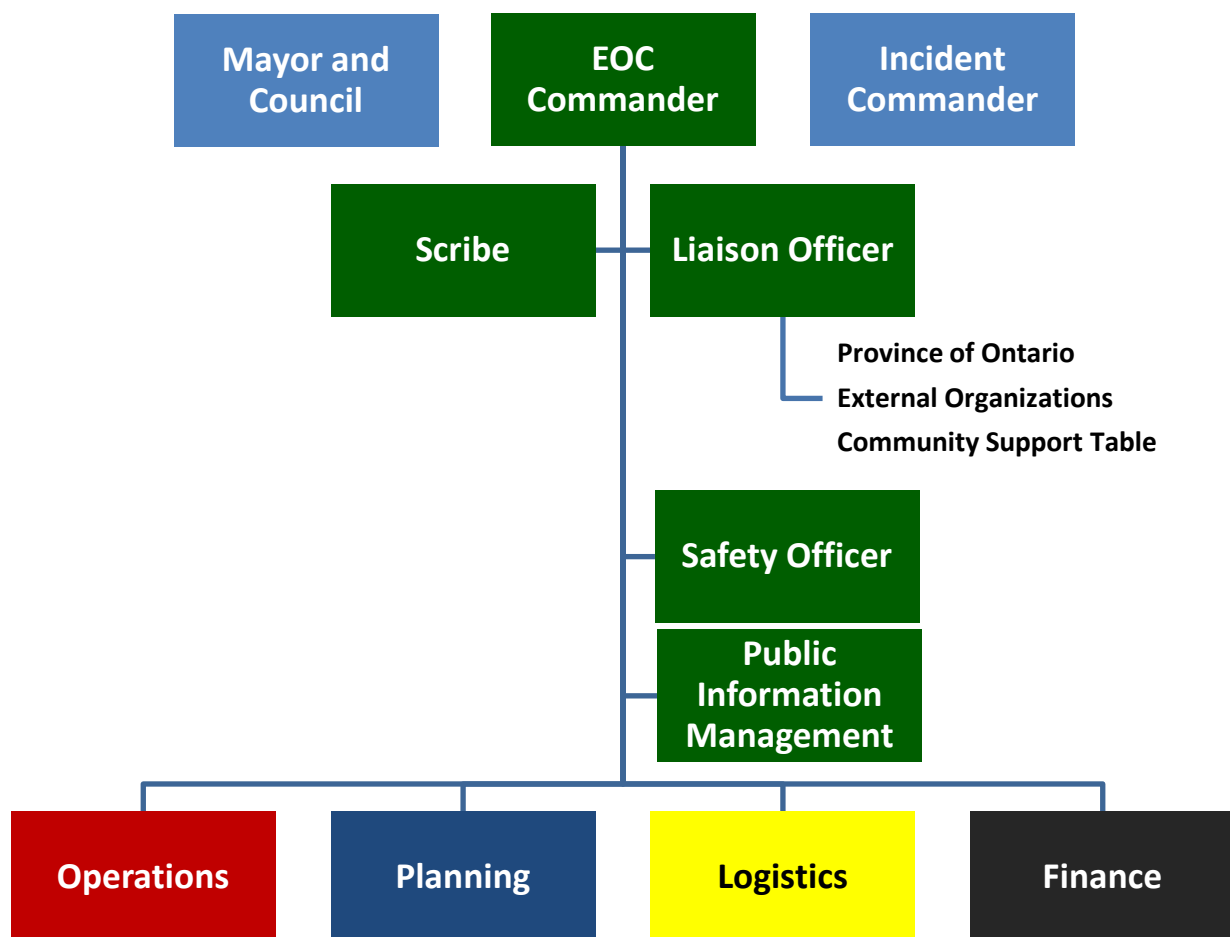 Mayor and
Council
EOC
Commander
Incident
Commander
Scribe
Liaison Officer
Province of Ontario
External Organizations
Community Support Table
Safety Officer
Public
Information
Management
Operations
Planning
Logistics
Finance